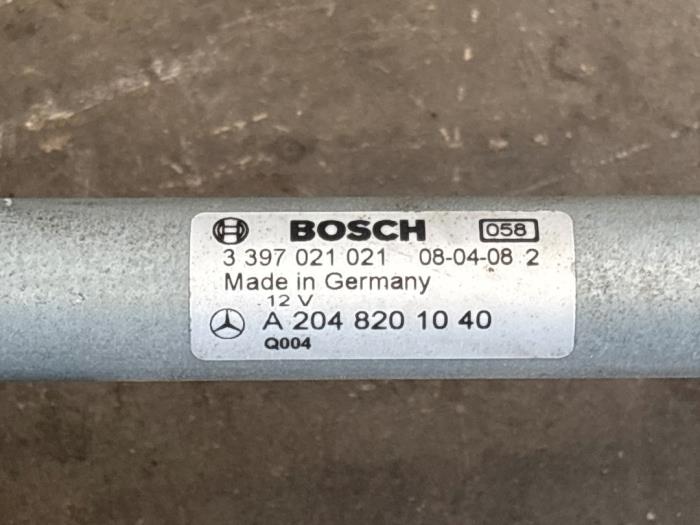 BOSCH 058
3 397 021 021 08-04-08 2
Made in Germany
12 V
A 204 820 10 40
Q004